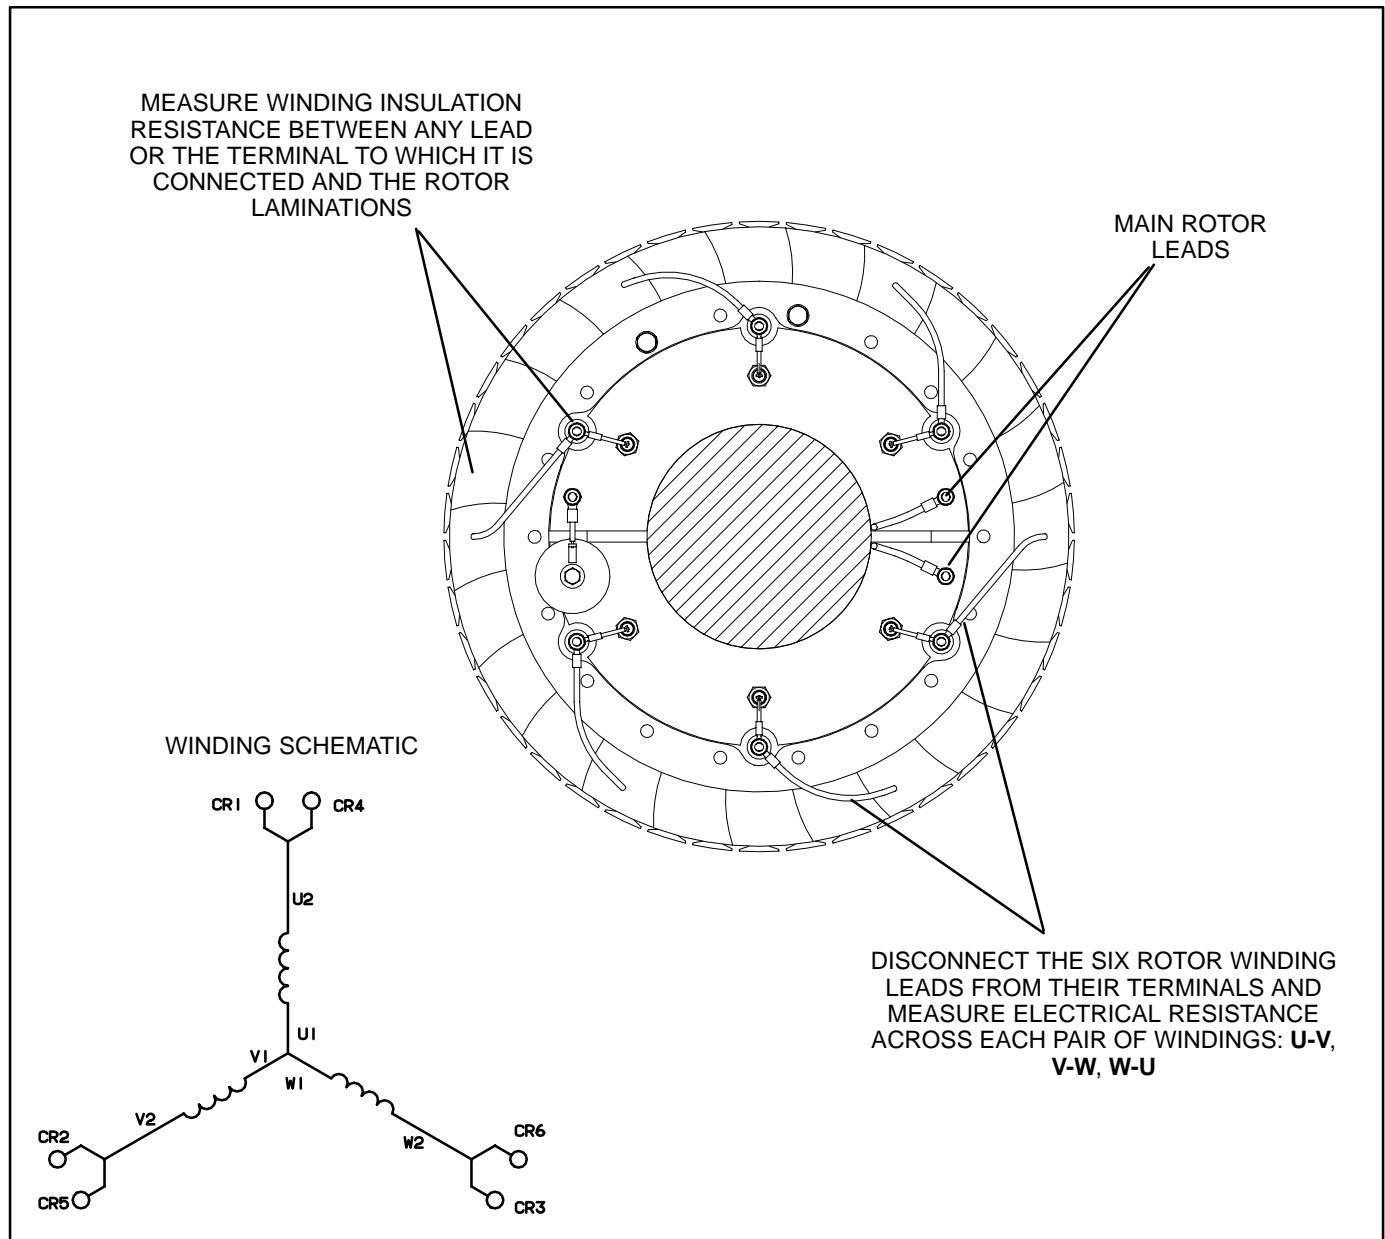 MEASURE WINDING INSULATION
RESISTANCE BETWEEN ANY LEAD
OR THE TERMINAL TO WHICH IT IS
CONNECTED AND THE ROTOR
LAMINATIONS
MAIN ROTOR
LEADS
WINDING SCHEMATIC
CR1
CR4
U2
U1
V1
W1
V2
W2
CR2
CR5
CR6
CR3
DISCONNECT THE SIX ROTOR WINDING
LEADS FROM THEIR TERMINALS AND
MEASURE ELECTRICAL RESISTANCE
ACROSS EACH PAIR OF WINDINGS: U-V,
V-W, W-U